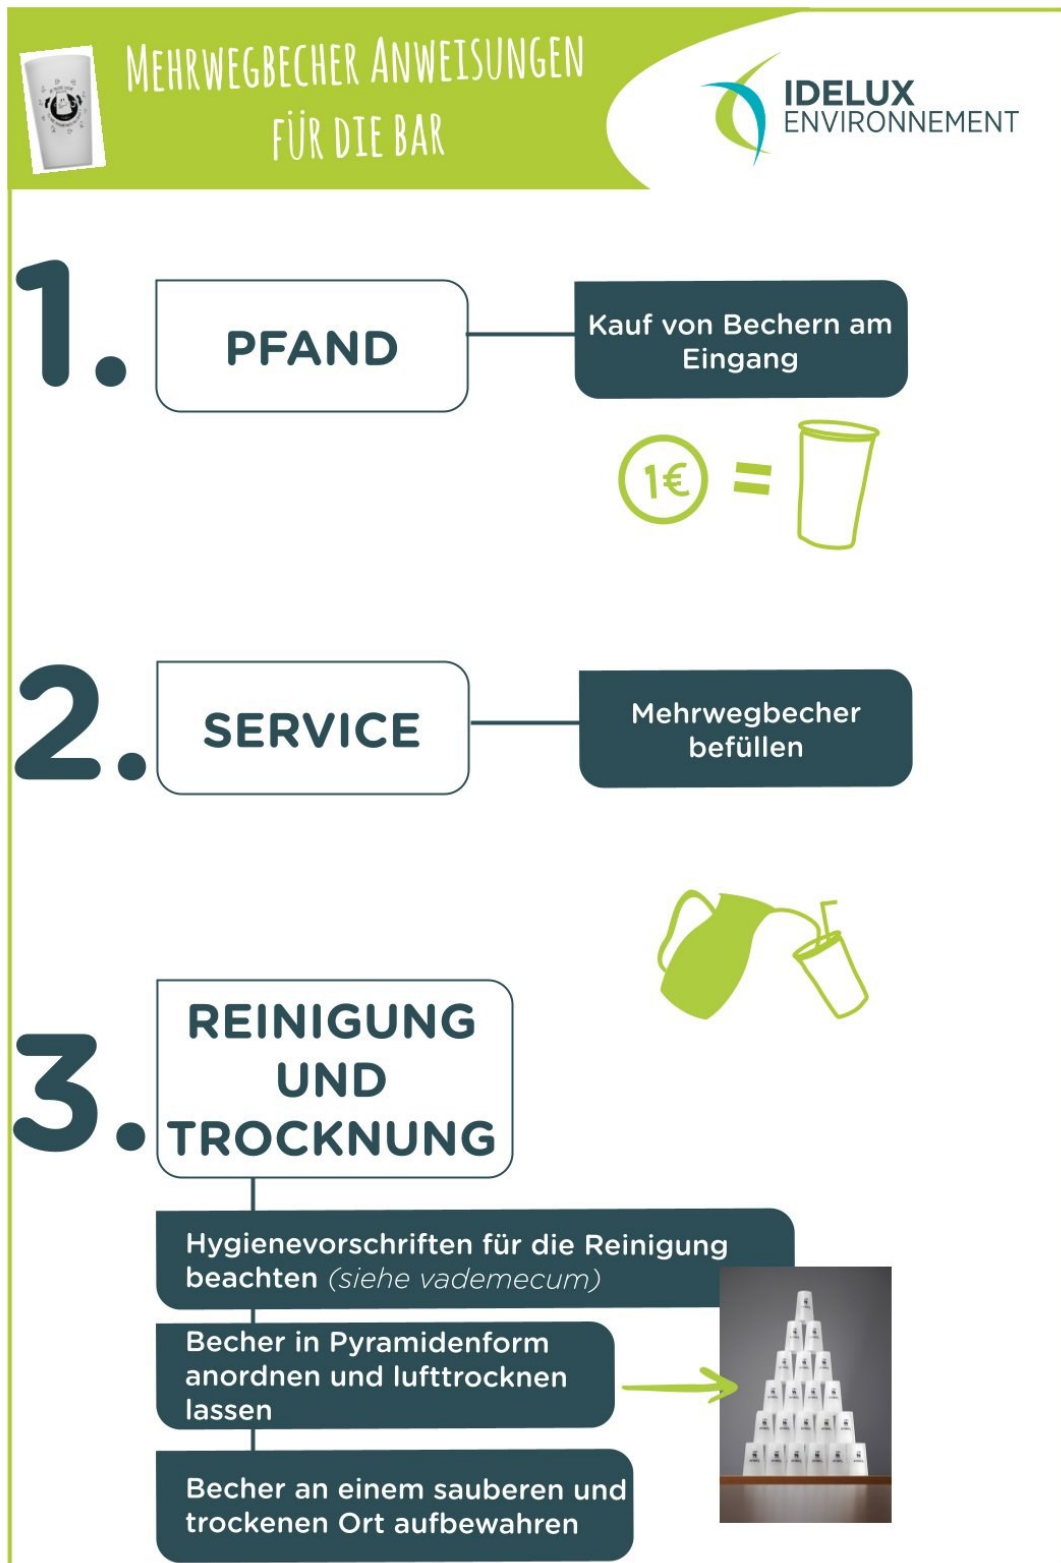 MEHRWEGBECHER ANWEISUNGEN
FÜR DIE BAR
IDELUX
ENVIRONNEMENT
1.
PFAND
Kauf von Bechern am
Eingang
1€ =
2.
SERVICE
Mehrwegbecher
befüllen
3.
REINIGUNG
UND
TROCKNUNG
Hygienevorschriften für die Reinigung
beachten (siehe vademecum)
Becher in Pyramidenform
anordnen und lufttrocknen
lassen
Becher an einem sauberen und
trockenen Ort aufbewahren